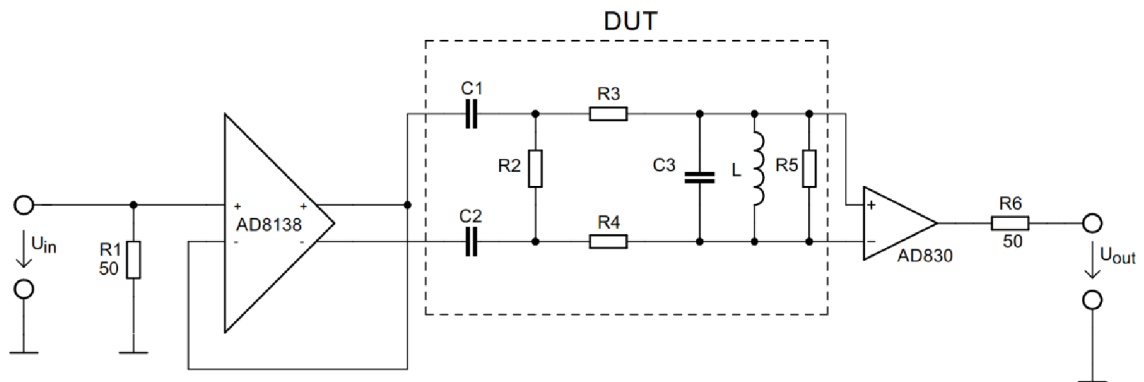 DUT
C1
R3
R2
C3
L
R5
+
+
AD8138
-
-
C2
R4
+
−
AD830
R6
50
Uin
R1
50
Uout